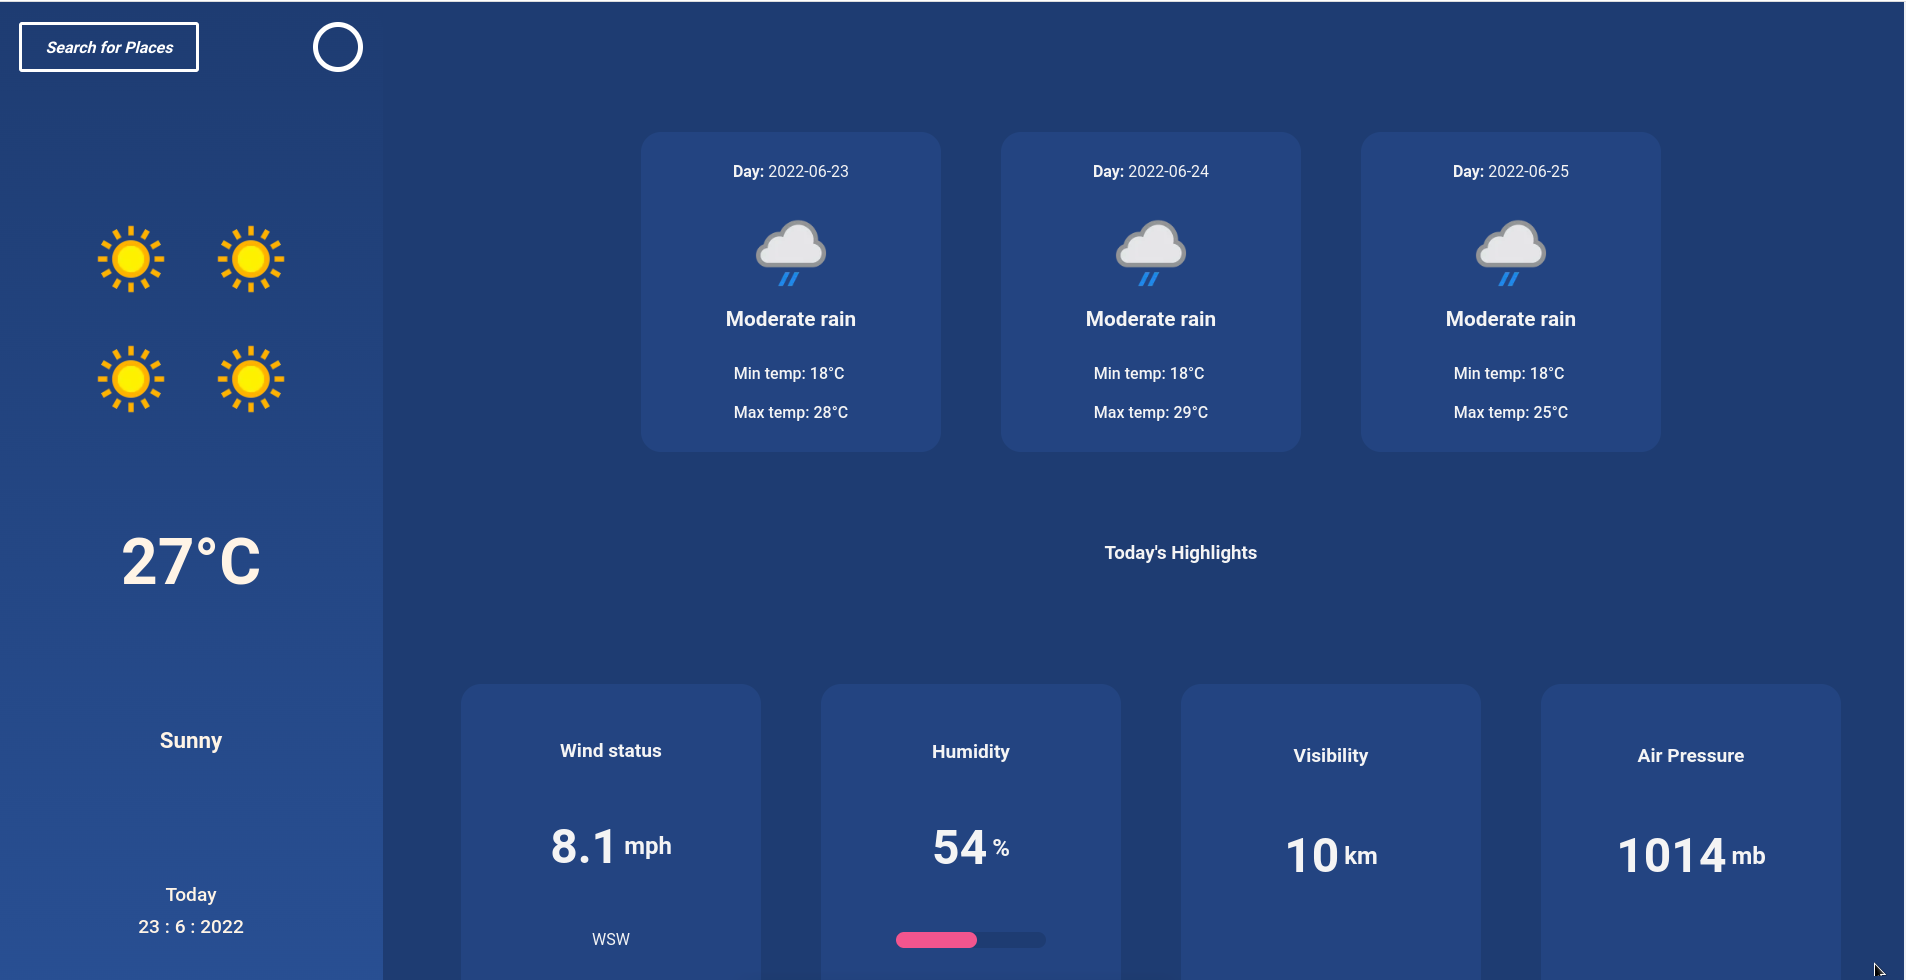 Search for Places
27°C
Sunny
Today
23 : 6 : 2022
Day: 2022-06-23
Moderate rain
Min temp: 18°C
Max temp: 28°C
Day: 2022-06-24
Moderate rain
Min temp: 18°C
Max temp: 29°C
Day: 2022-06-25
Moderate rain
Min temp: 18°C
Max temp: 25°C
Today's Highlights
Wind status
8.1 mph
WSW
Humidity
54 %
Visibility
10 km
Air Pressure
1014 mb